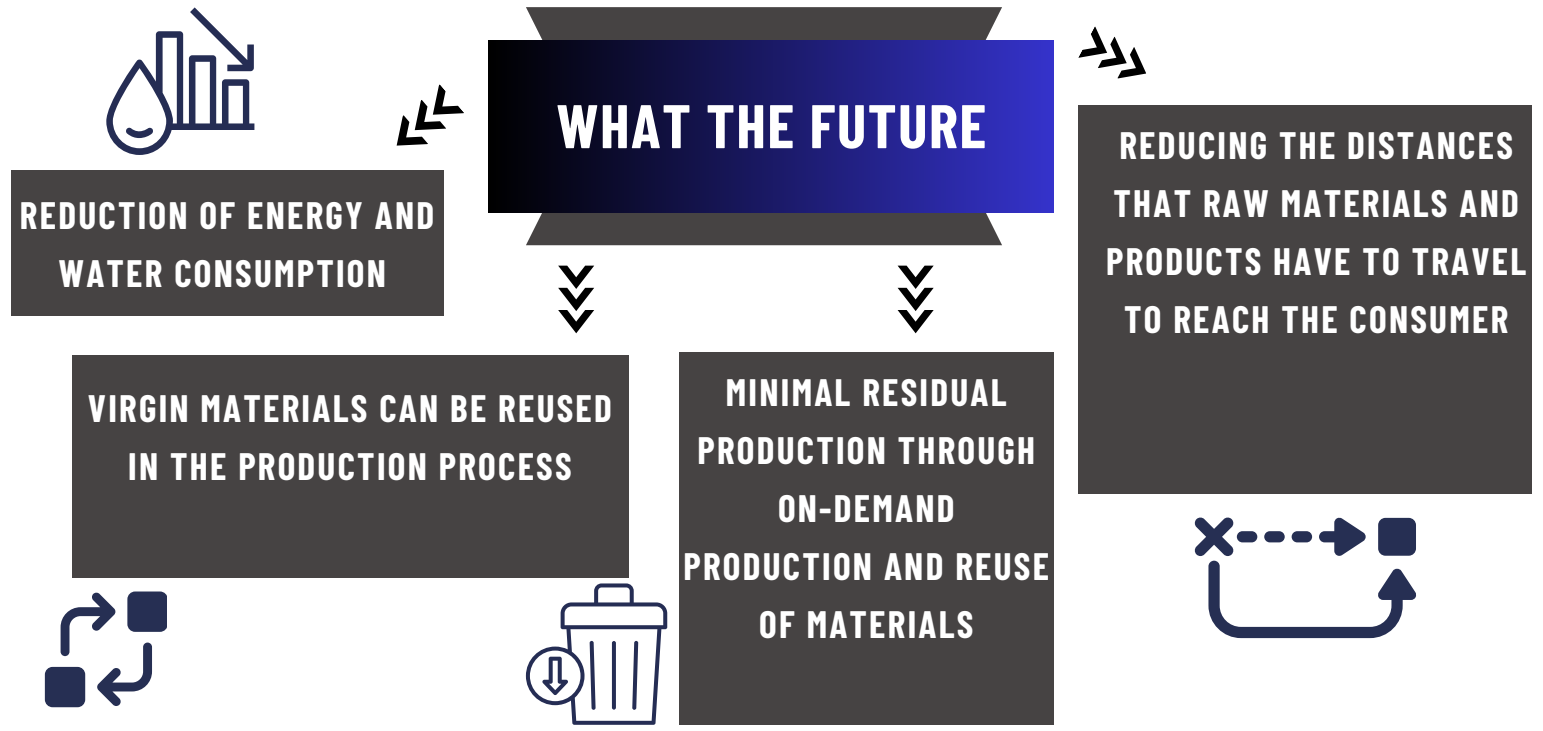 WHAT THE FUTURE
REDUCTION OF ENERGY AND
WATER CONSUMPTION
VIRGIN MATERIALS CAN BE REUSED
IN THE PRODUCTION PROCESS
MINIMAL RESIDUAL
PRODUCTION THROUGH
ON-DEMAND
PRODUCTION AND REUSE
OF MATERIALS
REDUCING THE DISTANCES
THAT RAW MATERIALS AND
PRODUCTS HAVE TO TRAVEL
TO REACH THE CONSUMER